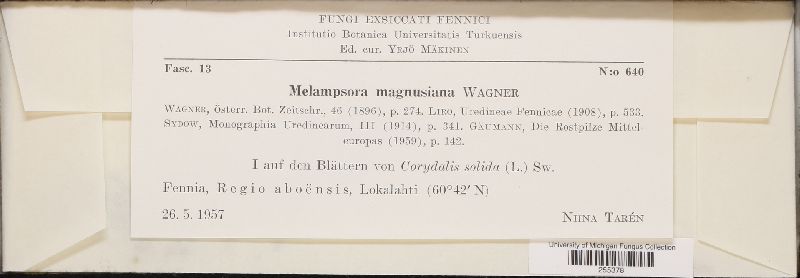 FUNGI EXSICCATI FENNICI
Institutio Botanica Universitatis Turkuensis
Ed. cur. YRJÖ MÄKINEN
Fasc. 13 N:o 640
Melampsora magnusiana WAGNER
WAGNER, Österr. Bot. Zeitschr., 46 (1896), p. 274. LIRO, Uredineae Fennicae (1908), p. 533.
SYDOW, Monographia Uredinearum, III (1914), p. 341. GÄUMANN, Die Rostpilze Mittel-
europas (1959), p. 142.
I auf den Blättern von Corydalis solida (L.) Sw.
Fennia, Regio aboënsis, Lokalahti (60°42′ N)
26. 5. 1957 NIINA TARÉN
University of Michigan Fungus Collection
255378